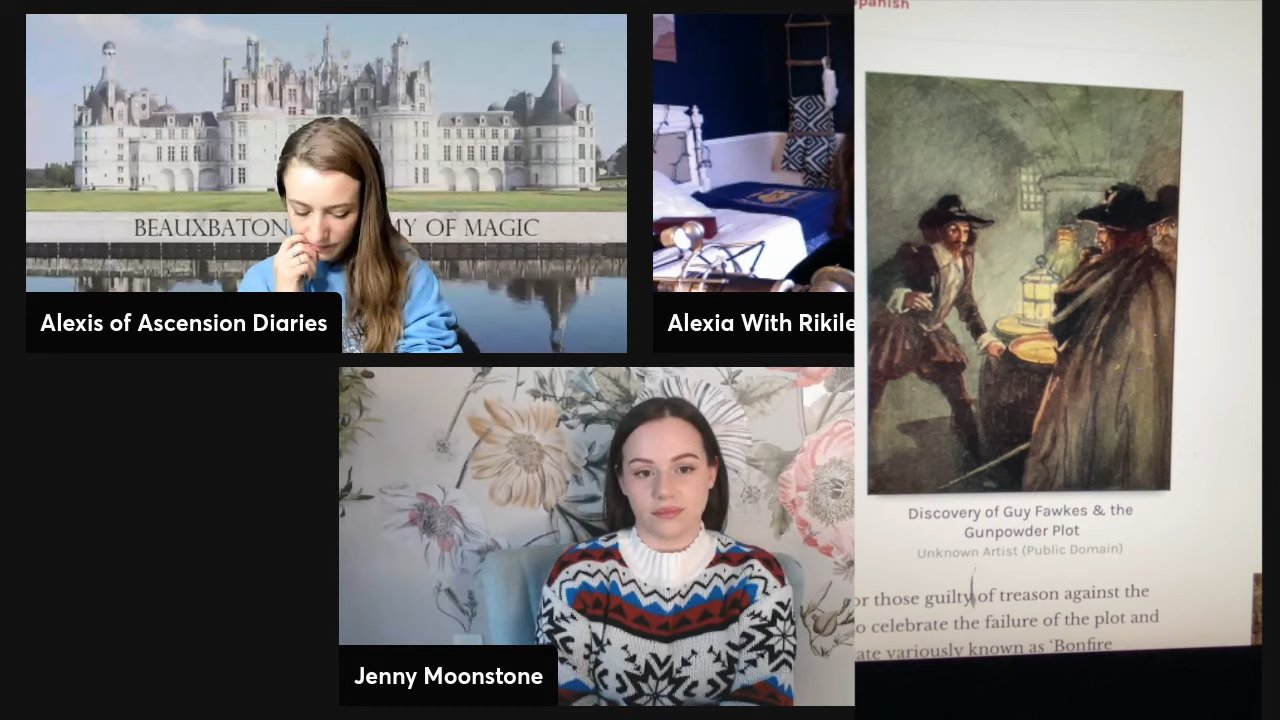 BEAUXBATON MY OF MAGIC
Alexis of Ascension Diaries
Alexia With Rikile
Jenny Moonstone
panish
Discovery of Guy Fawkes & the
Gunpowder Plot
Unknown Artist (Public Domain)
or those guilty of treason against the
o celebrate the failure of the plot and
ate variously known as 'Bonfire